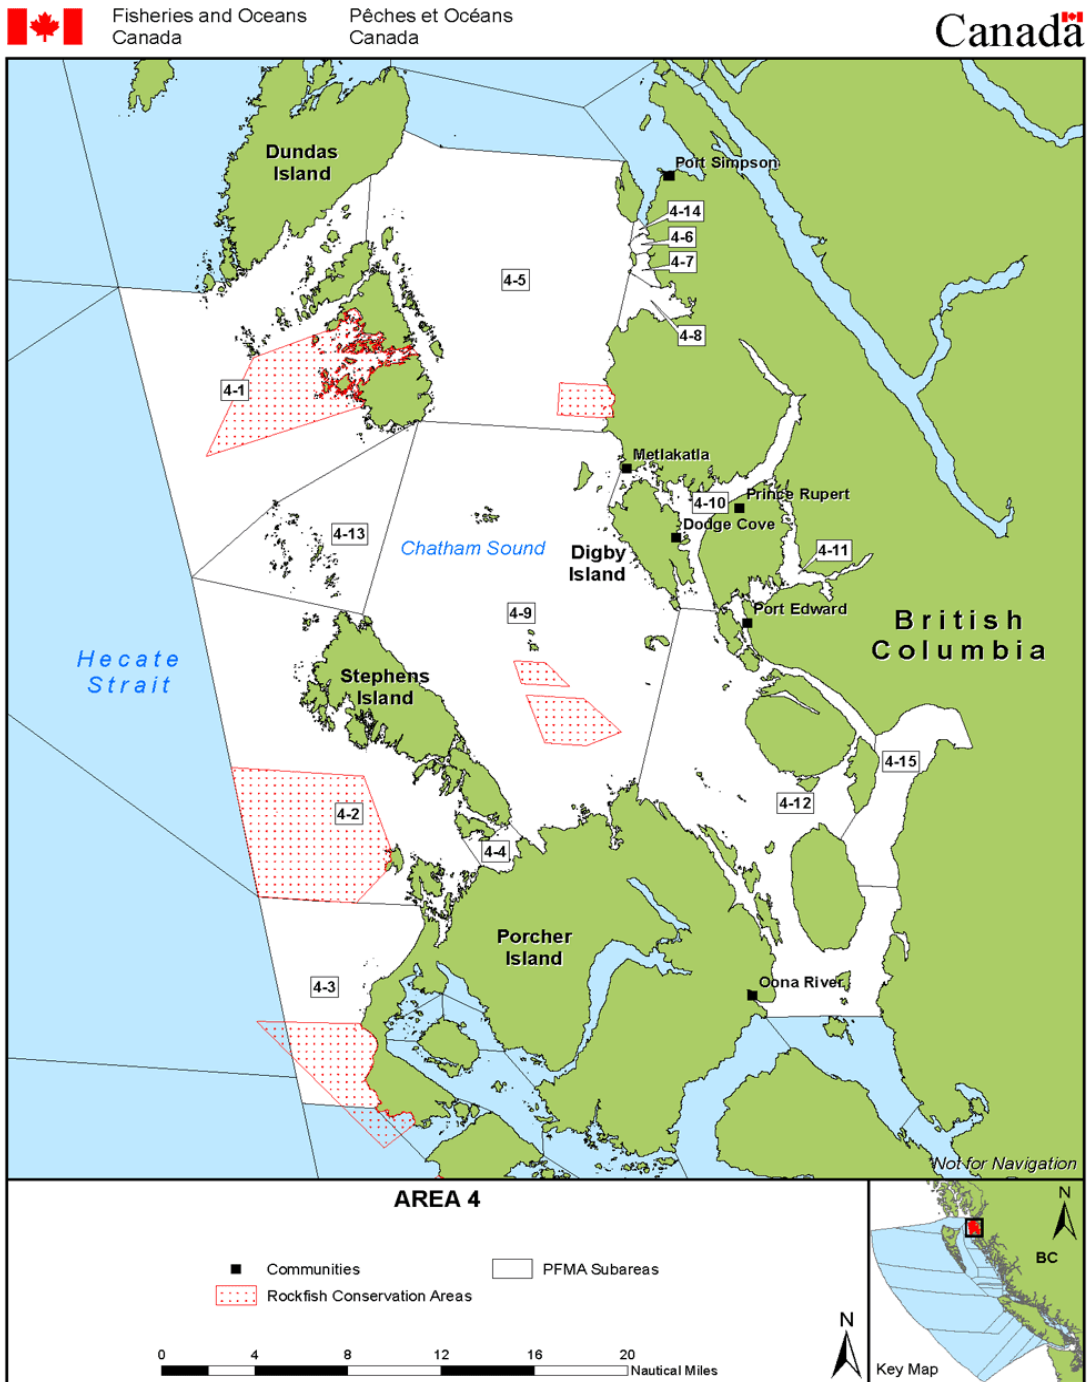 Fisheries and Oceans Pêches et Océans
Canada Canada
Canada
Dundas
Island
Port Simpson
4-14
4-6
4-7
4-5
4-8
4-1
Metlakatla
4-10
Prince Rupert
4-13
Dodge Cove
Chatham Sound
Digby
Island
4-11
4-9
Port Edward
British
Columbia
Hecate
Strait
Stephens
Island
4-15
4-12
4-2
4-4
Porcher
Island
4-3
Oona River
Not for Navigation
AREA 4
Communities
PFMA Subareas
Rockfish Conservation Areas
0 4 8 12 16 20
Nautical Miles
N
N
BC
Key Map